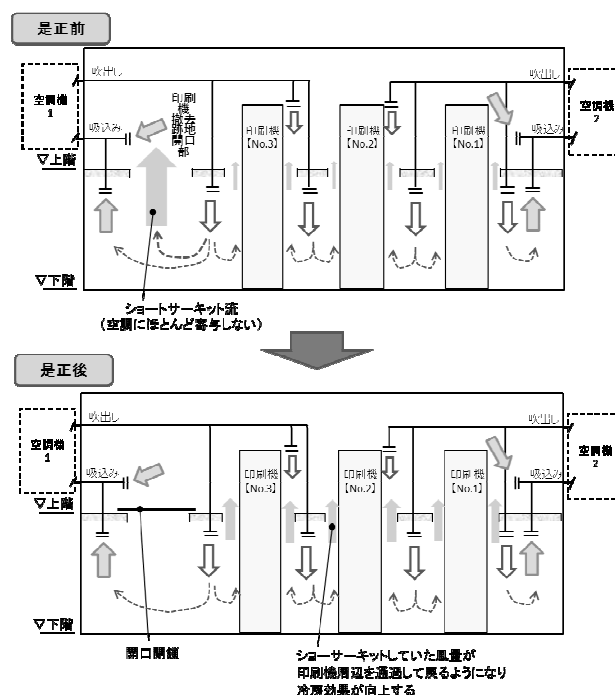 是正前
吹出し
吹出し
空調機
1
空調機
2
印刷機撤去跡地開口部
吸込み
吸込み
印刷機
【No.3】
印刷機
【No.2】
印刷機
【No.1】
▽上階
▽下階
ショートサーキット流
(空調にほとんど寄与しない)
是正後
吹出し
吹出し
空調機
1
空調機
2
吸込み
吸込み
印刷機
【No.3】
印刷機
【No.2】
印刷機
【No.1】
▽上階
▽下階
開口閉鎖
ショーサーキットしていた風量が
印刷機周辺を通過して戻るようになり
冷房効果が向上する